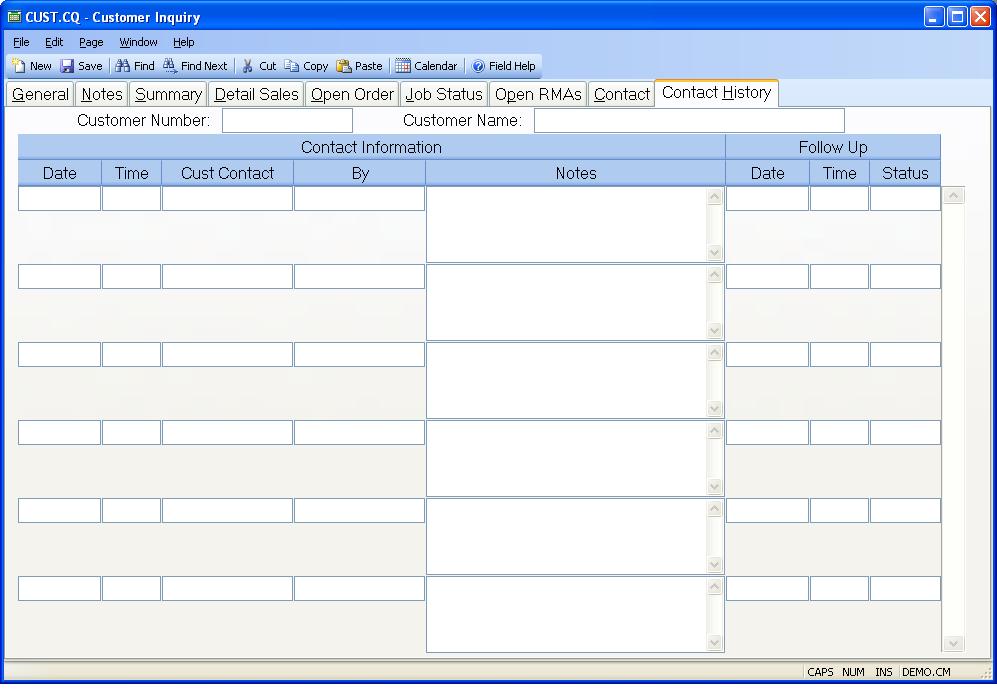 CUST.CQ - Customer Inquiry
File Edit Page Window Help
New Save Find Find Next Cut Copy Paste Calendar Field Help
General Notes Summary Detail Sales Open Order Job Status Open RMAs Contact Contact History
Customer Number: Customer Name:
Contact Information Follow Up
Date Time Cust Contact By Notes Date Time Status
CAPS NUM INS DEMO.CM